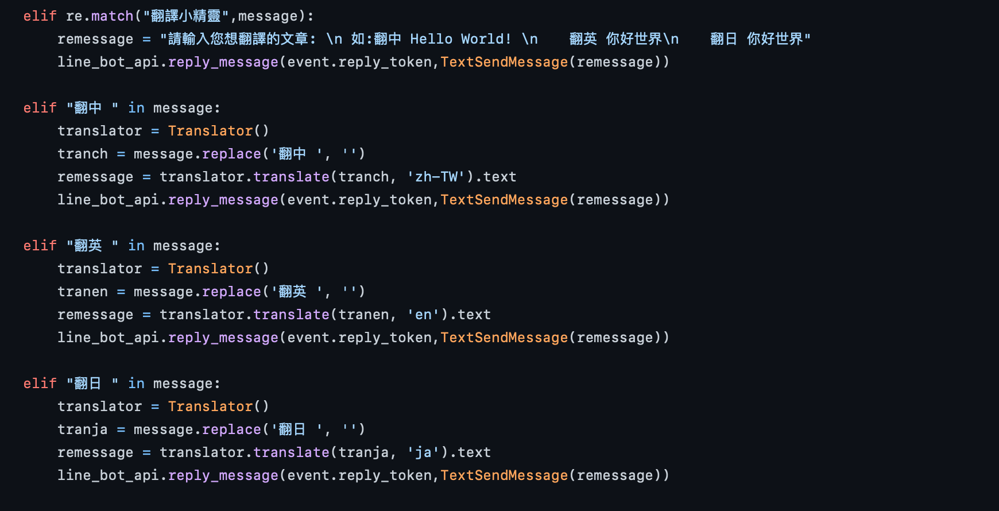 elif re.match("翻譯小精靈",message):
    remessage = "請輸入您想翻譯的文章: \n 如:翻中 Hello World! \n    翻英 你好世界\n    翻日 你好世界"
    line_bot_api.reply_message(event.reply_token,TextSendMessage(remessage))

elif "翻中 " in message:
    translator = Translator()
    tranch = message.replace('翻中 ', '')
    remessage = translator.translate(tranch, 'zh-TW').text
    line_bot_api.reply_message(event.reply_token,TextSendMessage(remessage))

elif "翻英 " in message:
    translator = Translator()
    tranen = message.replace('翻英 ', '')
    remessage = translator.translate(tranen, 'en').text
    line_bot_api.reply_message(event.reply_token,TextSendMessage(remessage))

elif "翻日 " in message:
    translator = Translator()
    tranja = message.replace('翻日 ', '')
    remessage = translator.translate(tranja, 'ja').text
    line_bot_api.reply_message(event.reply_token,TextSendMessage(remessage))